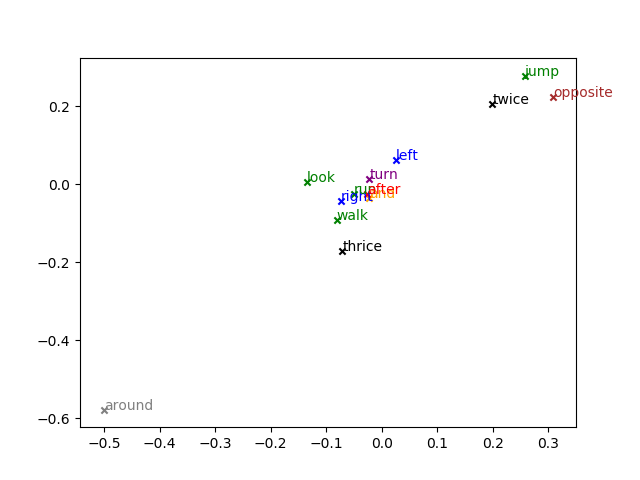 jump
opposite
twice
left
turn
look
run
after
and
right
walk
thrice
around
0.2
0.0
−0.2
−0.4
−0.6
−0.5 −0.4 −0.3 −0.2 −0.1 0.0 0.1 0.2 0.3